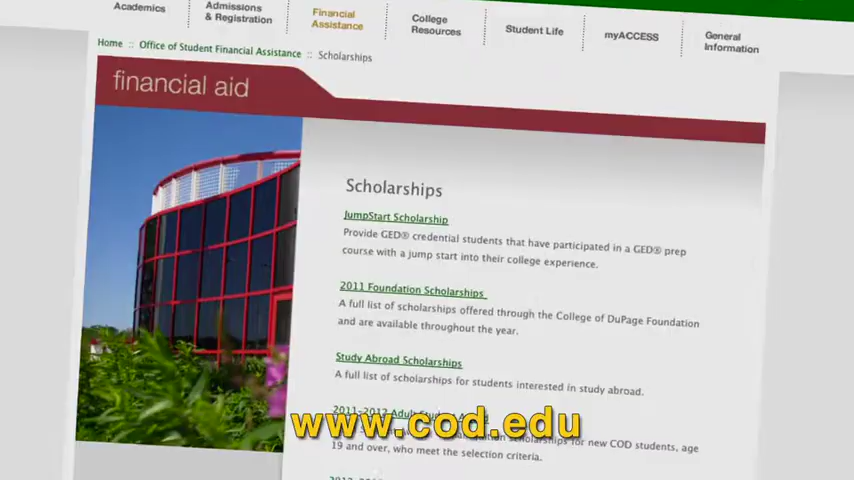 Academics
Admissions
& Registration
Financial
Assistance
College
Resources
Student Life
myACCESS
General
Information
Home :: Office of Student Financial Assistance :: Scholarships
financial aid
Scholarships
JumpStart Scholarship
Provide GED® credential students that have participated in a GED® prep
course with a jump start into their college experience.
2011 Foundation Scholarships
A full list of scholarships offered through the College of DuPage Foundation
and are available throughout the year.
Study Abroad Scholarships
A full list of scholarships for students interested in study abroad.
2011-2012 Adult
www.cod.edu
scholarships for new COD students, age
19 and over, who meet the selection criteria.